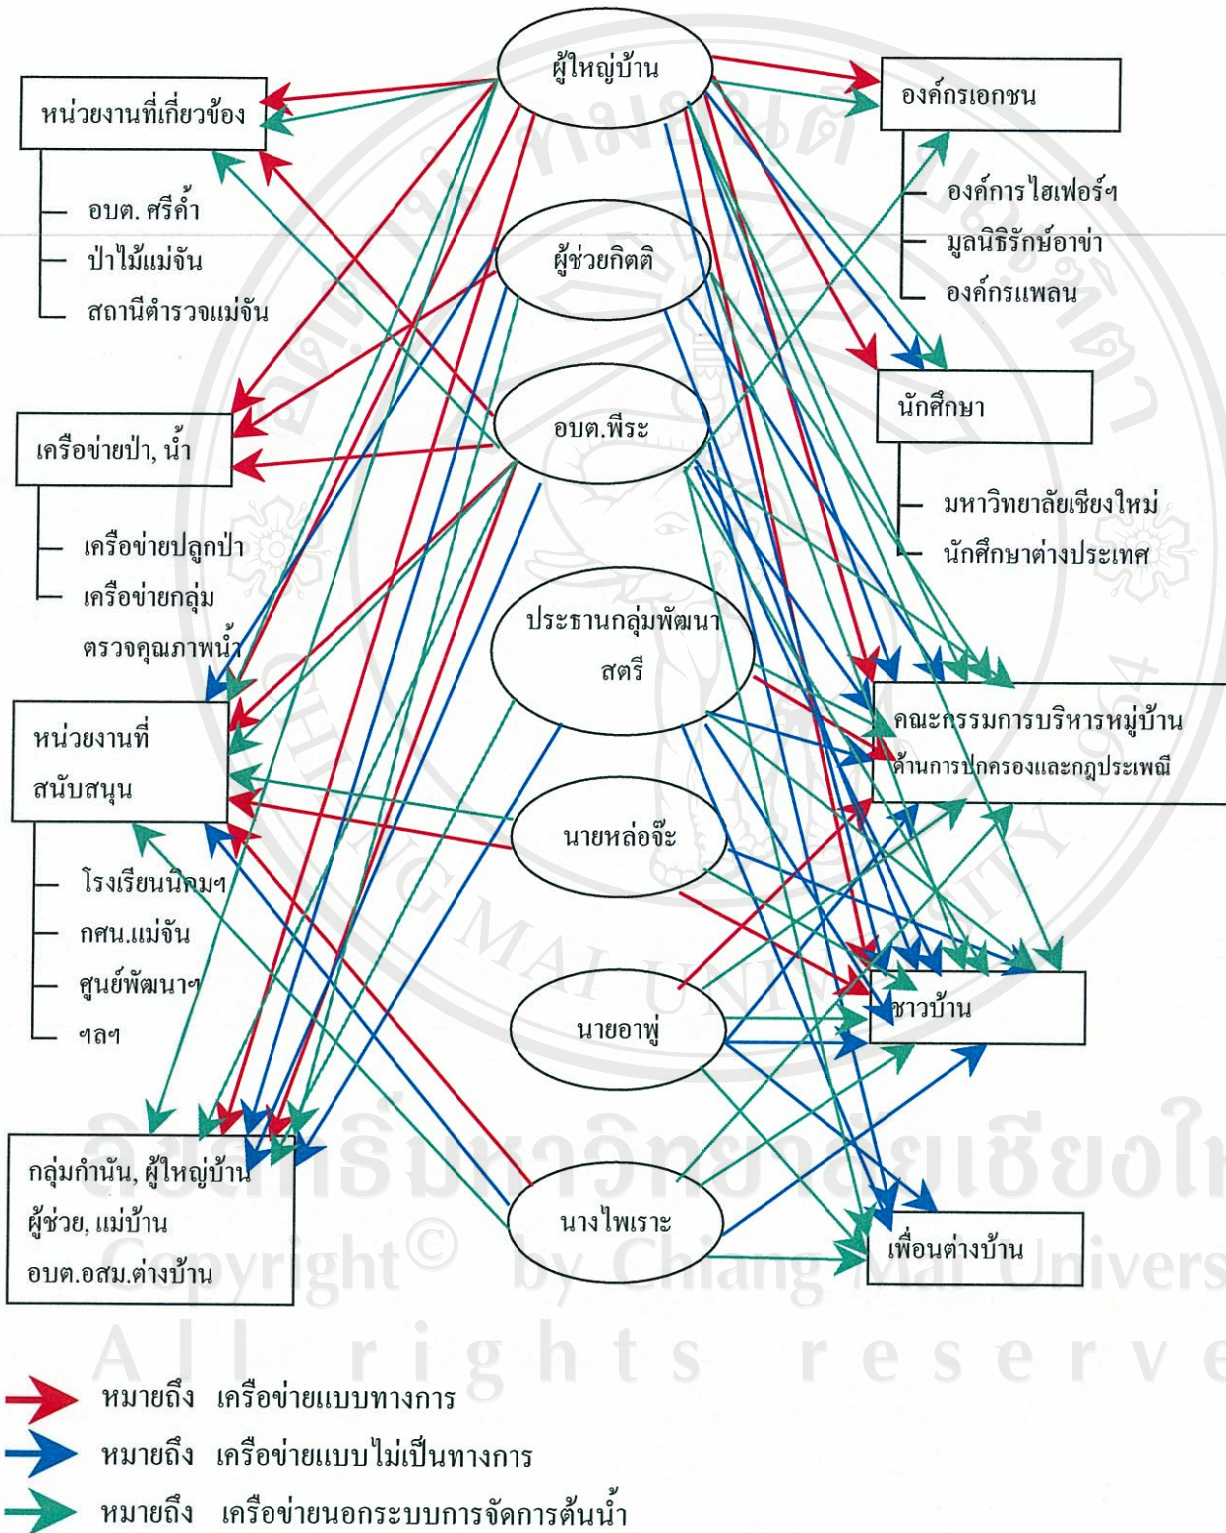 ผู้ใหญ่บ้าน
หน่วยงานที่เกี่ยวข้อง
อบต. ศรีค้ำ
ป่าไม้แม่จัน
สถานีตำรวจแม่จัน
องค์กรเอกชน
องค์การไฮเฟอร์ฯ
มูลนิธิรักษ์อาข่า
องค์กรแพลน
ผู้ช่วยกิตติ
อบต.พีระ
เครือข่ายป่า, น้ำ
เครือข่ายปลูกป่า
เครือข่ายกลุ่ม
ตรวจคุณภาพน้ำ
นักศึกษา
มหาวิทยาลัยเชียงใหม่
นักศึกษาต่างประเทศ
ประธานกลุ่มพัฒนา
สตรี
หน่วยงานที่
สนับสนุน
โรงเรียนนิคมฯ
กศน.แม่จัน
ศูนย์พัฒนาฯ
ฯลฯ
คณะกรรมการบริหารหมู่บ้าน
ด้านการปกครองและกฎประเพณี
นายหล่อจ๊ะ
นายอาพู่
ชาวบ้าน
นางไพเราะ
กลุ่มกำนัน, ผู้ใหญ่บ้าน
ผู้ช่วย, แม่บ้าน
อบต.อสม.ต่างบ้าน
เพื่อนต่างบ้าน
CHIANG MAI UNIVERSITY 1964
Copyright© by Chiang Mai Univers
All rights reserve
หมายถึง เครือข่ายแบบทางการ
หมายถึง เครือข่ายแบบไม่เป็นทางการ
หมายถึง เครือข่ายนอกระบบการจัดการต้นน้ำ